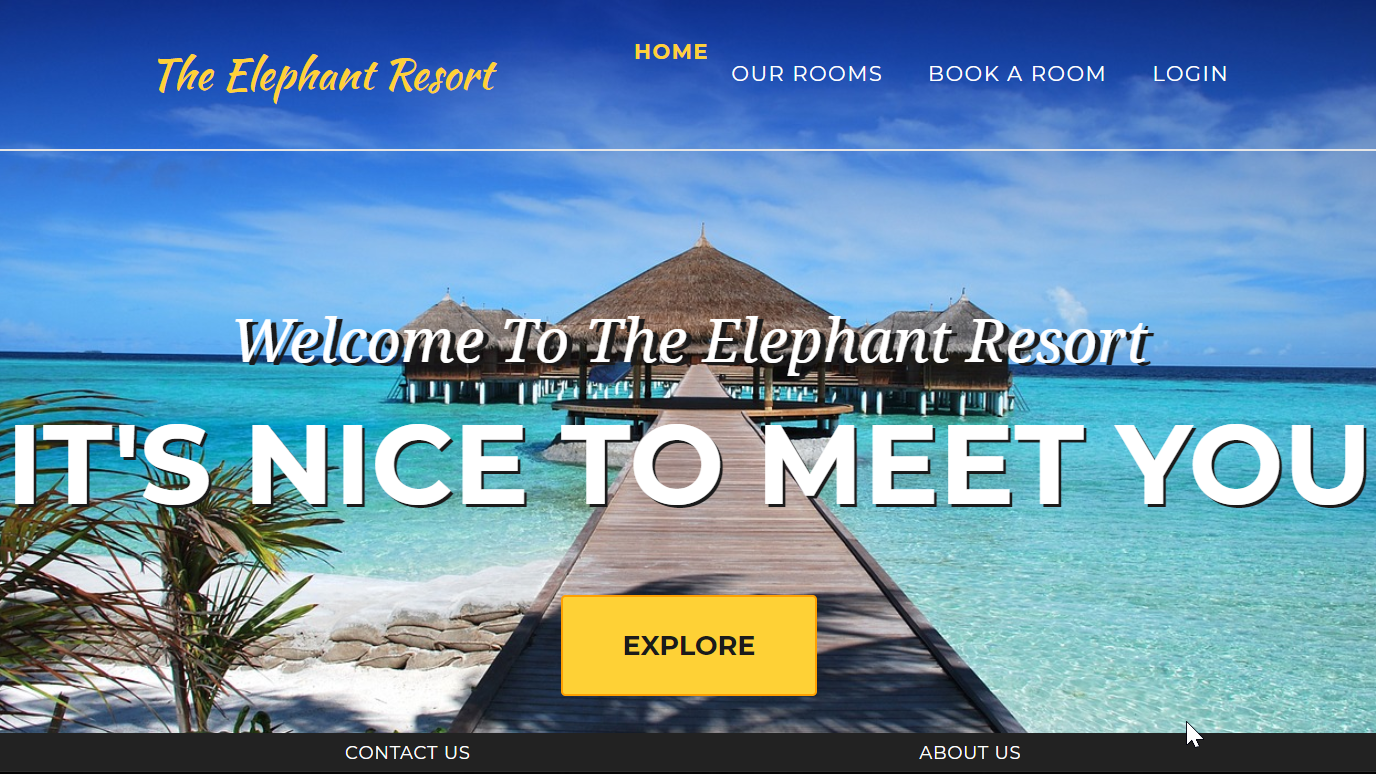 The Elephant Resort
HOME
OUR ROOMS
BOOK A ROOM
LOGIN
Welcome To The Elephant Resort
IT'S NICE TO MEET YOU
EXPLORE
CONTACT US
ABOUT US